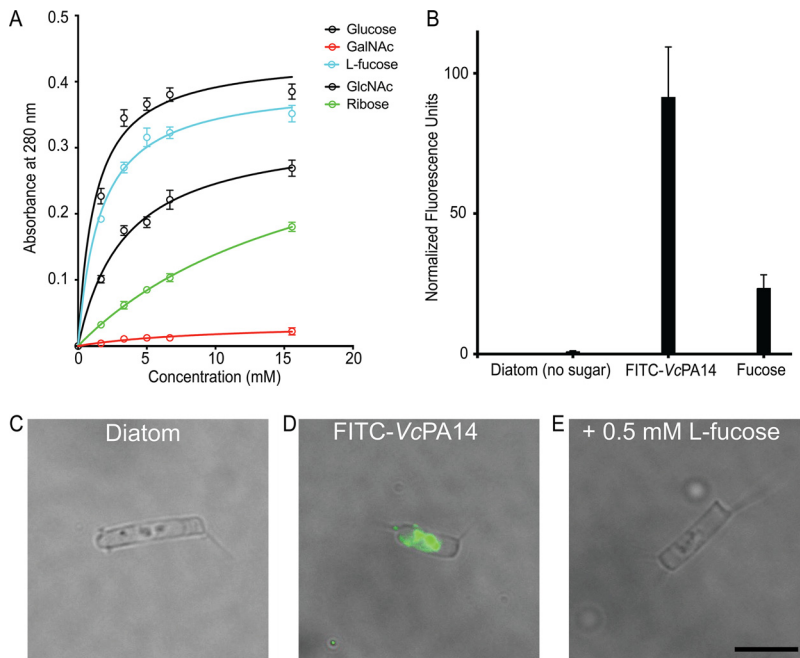 A
Absorbance at 280 nm
0.5
0.4
0.3
0.2
0.1
0
0
5
10
15
20
Concentration (mM)
Glucose
GalNAc
L-fucose
GlcNAc
Ribose
B
Normalized Fluorescence Units
100
50
0
Diatom (no sugar)
FITC-VcPA14
Fucose
C
Diatom
D
FITC-VcPA14
E
+ 0.5 mM L-fucose